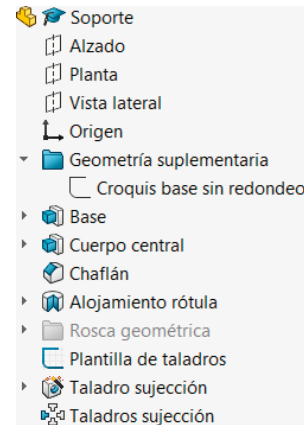 Soporte
Alzado
Planta
Vista lateral
Origen
Geometría suplementaria
Croquis base sin redondeo
Base
Cuerpo central
Chaflán
Alojamiento rótula
Rosca geométrica
Plantilla de taladros
Taladro sujección
Taladros sujección